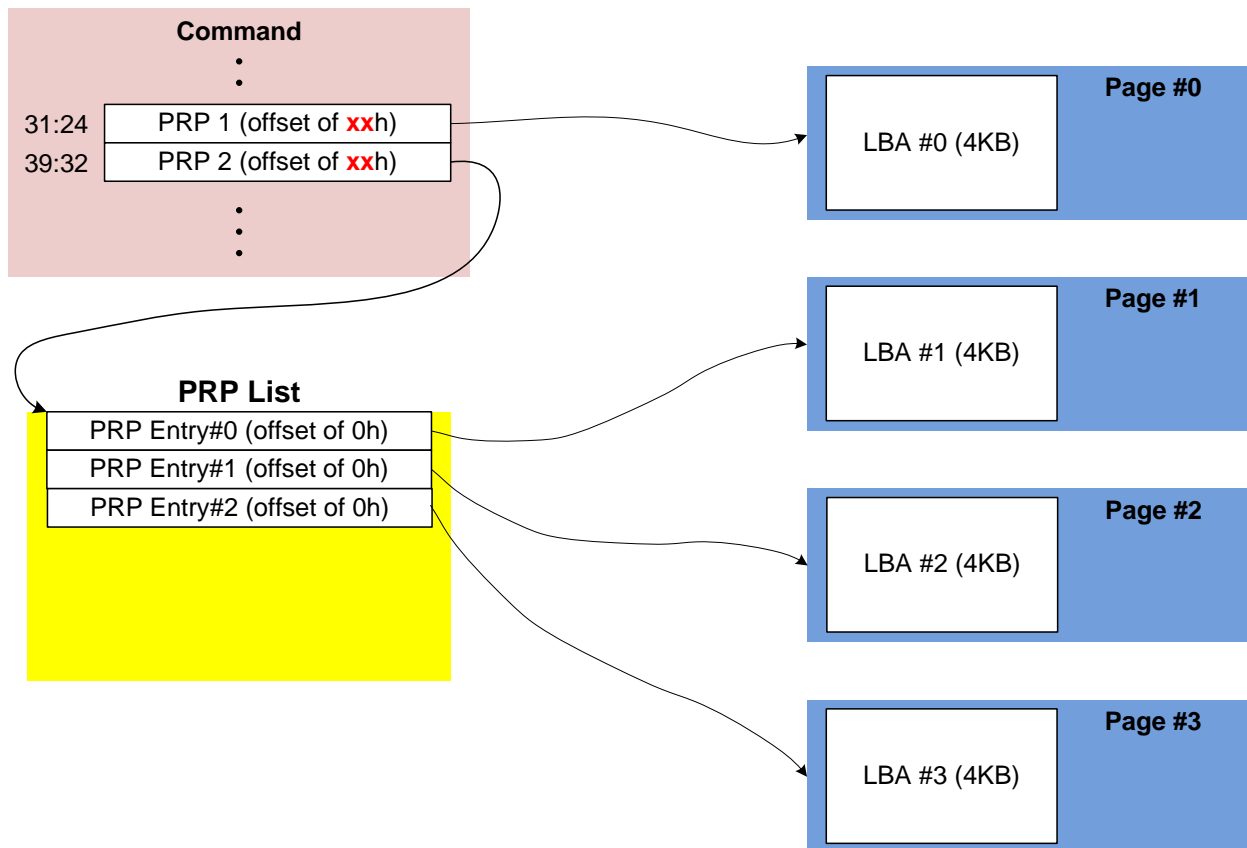 Command
31:24 PRP 1 (offset of xxh)
39:32 PRP 2 (offset of xxh)
PRP List
PRP Entry#0 (offset of 0h)
PRP Entry#1 (offset of 0h)
PRP Entry#2 (offset of 0h)
Page #0
LBA #0 (4KB)
Page #1
LBA #1 (4KB)
Page #2
LBA #2 (4KB)
Page #3
LBA #3 (4KB)